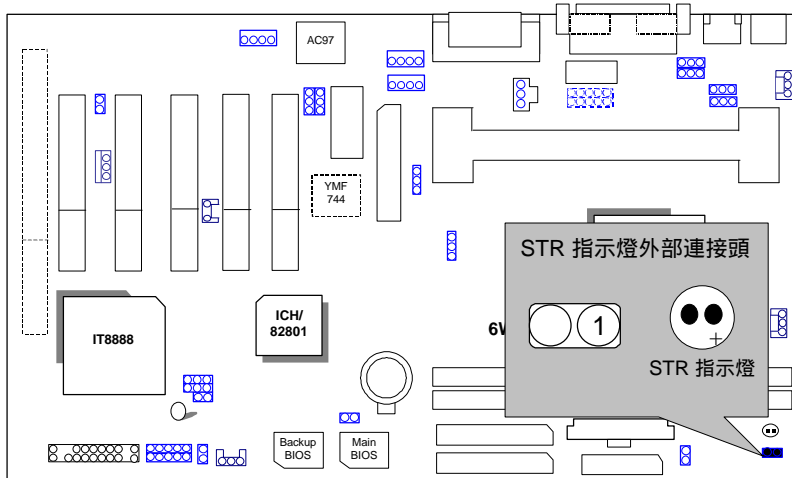 AC97
YMF
744
STR 指示燈外部連接頭
1
STR 指示燈
6
IT8888
ICH/
82801
Backup
BIOS
Main
BIOS